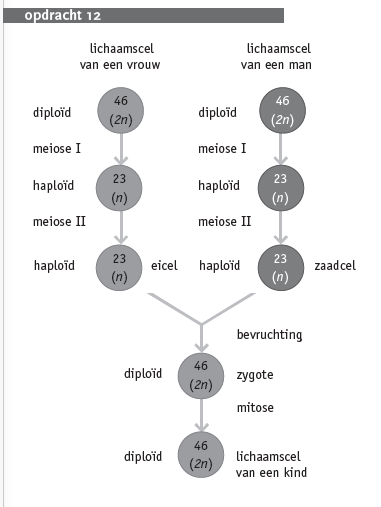 opdracht 12
lichaamscel
van een vrouw
lichaamscel
van een man
diploïd
46
(2n)
diploïd
46
(2n)
meiose I
meiose I
haploïd
23
(n)
haploïd
23
(n)
meiose II
meiose II
haploïd
23
(n)
eicel
haploïd
23
(n)
zaadcel
bevruchting
diploïd
46
(2n)
zygote
mitose
diploïd
46
(2n)
lichaamscel
van een kind